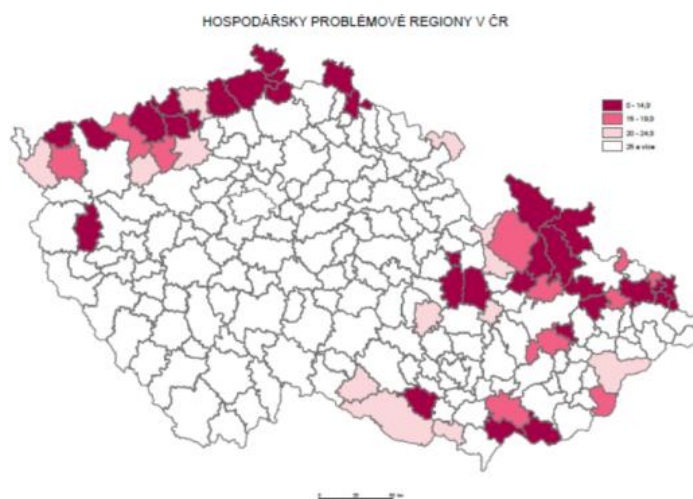 HOSPODÁŘSKY PROBLÉMOVÉ REGIONY V ČR
0 - 14,9
15 - 19,9
20 - 24,9
25 a více